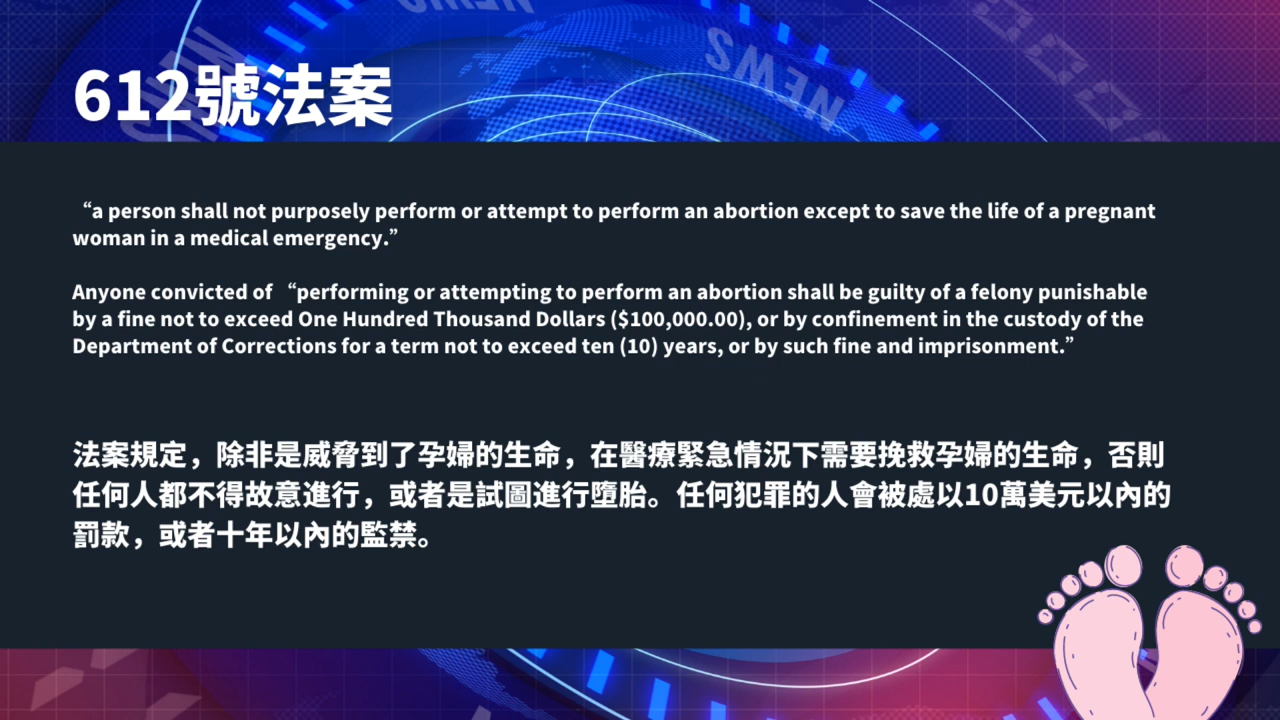 NEWS
NEWS
NEWS
612號法案
“a person shall not purposely perform or attempt to perform an abortion except to save the life of a pregnant
woman in a medical emergency.”
Anyone convicted of “performing or attempting to perform an abortion shall be guilty of a felony punishable
by a fine not to exceed One Hundred Thousand Dollars ($100,000.00), or by confinement in the custody of the
Department of Corrections for a term not to exceed ten (10) years, or by such fine and imprisonment.”
法案規定，除非是威脅到了孕婦的生命，在醫療緊急情況下需要挽救孕婦的生命，否則
任何人都不得故意進行，或者是試圖進行墮胎。任何犯罪的人會被處以10萬美元以內的
罰款，或者十年以內的監禁。